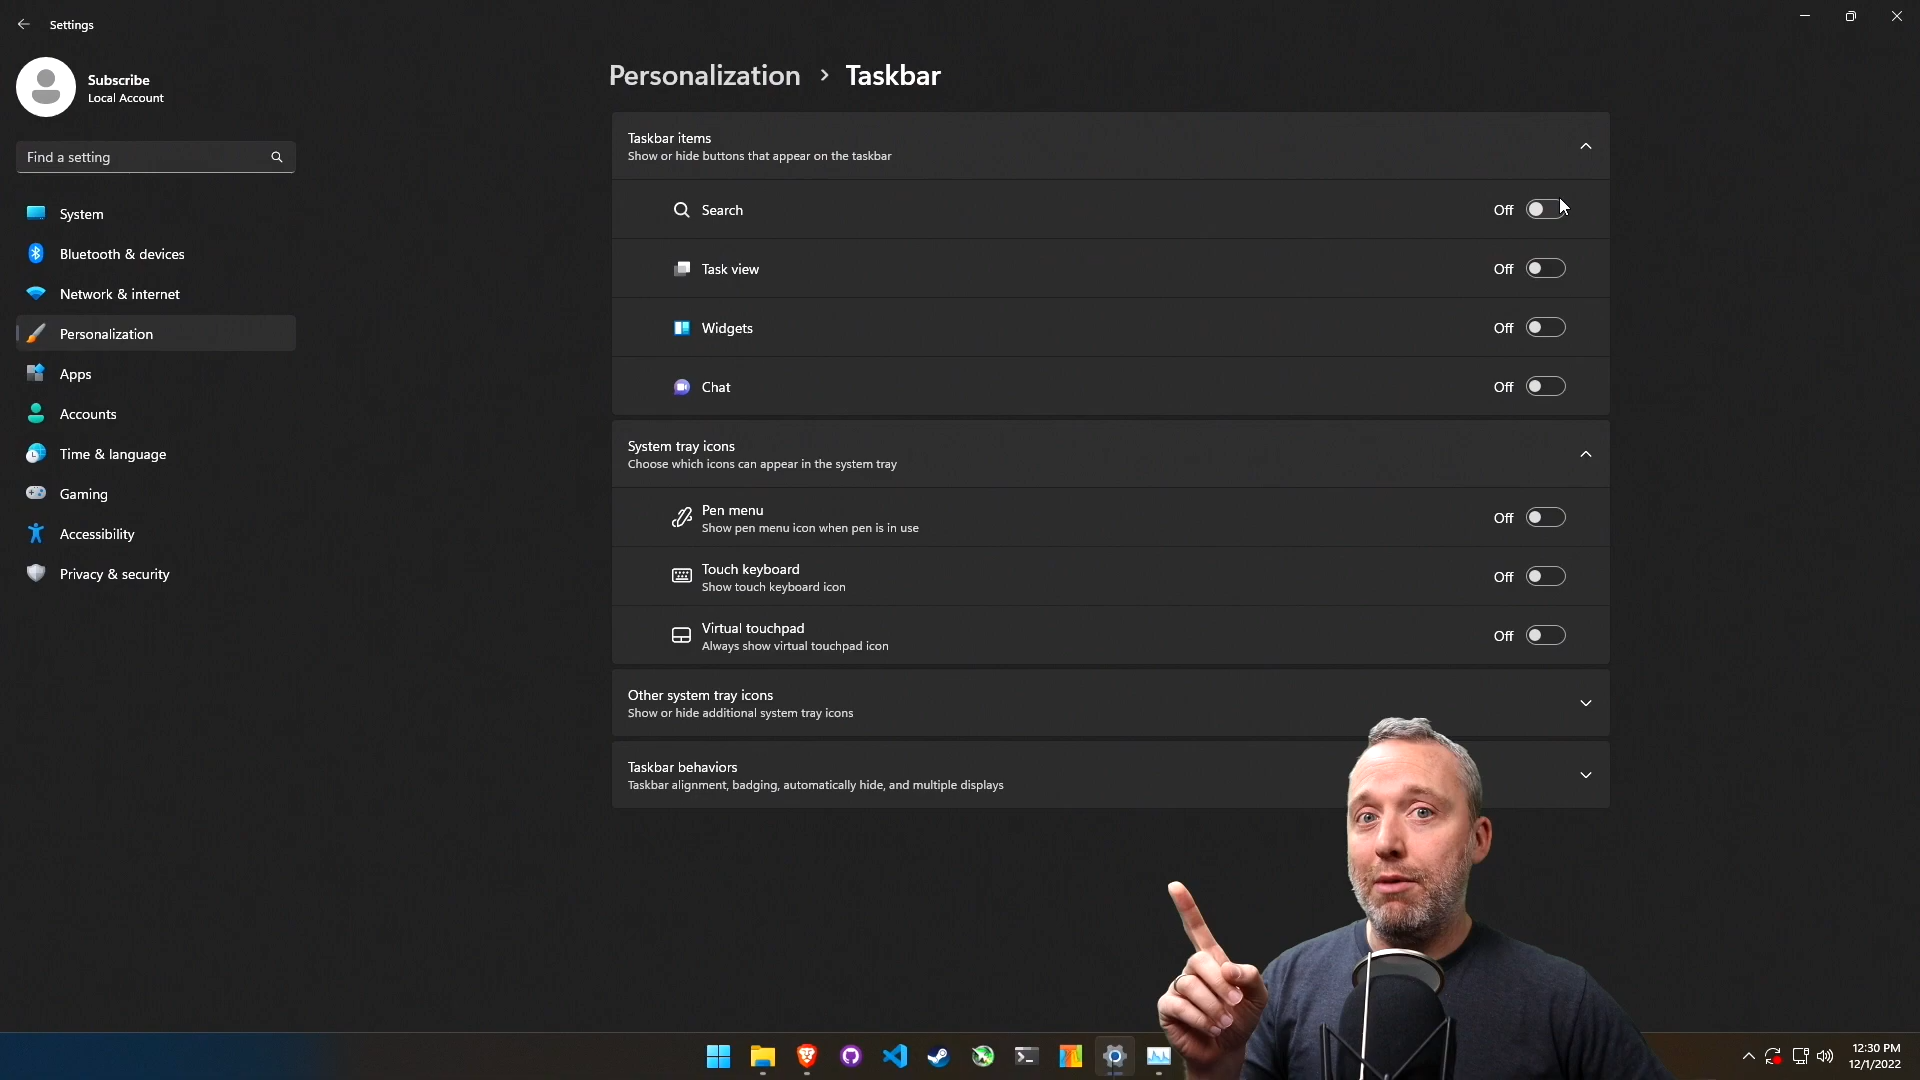 Settings
Subscribe
Local Account
Find a setting
System
Bluetooth & devices
Network & internet
Personalization
Apps
Accounts
Time & language
Gaming
Accessibility
Privacy & security
Personalization > Taskbar
Taskbar items
Show or hide buttons that appear on the taskbar
Search Off
Task view Off
Widgets Off
Chat Off
System tray icons
Choose which icons can appear in the system tray
Pen menu
Show pen menu icon when pen is in use
Off
Touch keyboard
Show touch keyboard icon
Off
Virtual touchpad
Always show virtual touchpad icon
Off
Other system tray icons
Show or hide additional system tray icons
Taskbar behaviors
Taskbar alignment, badging, automatically hide, and multiple displays
12:30 PM
12/1/2022